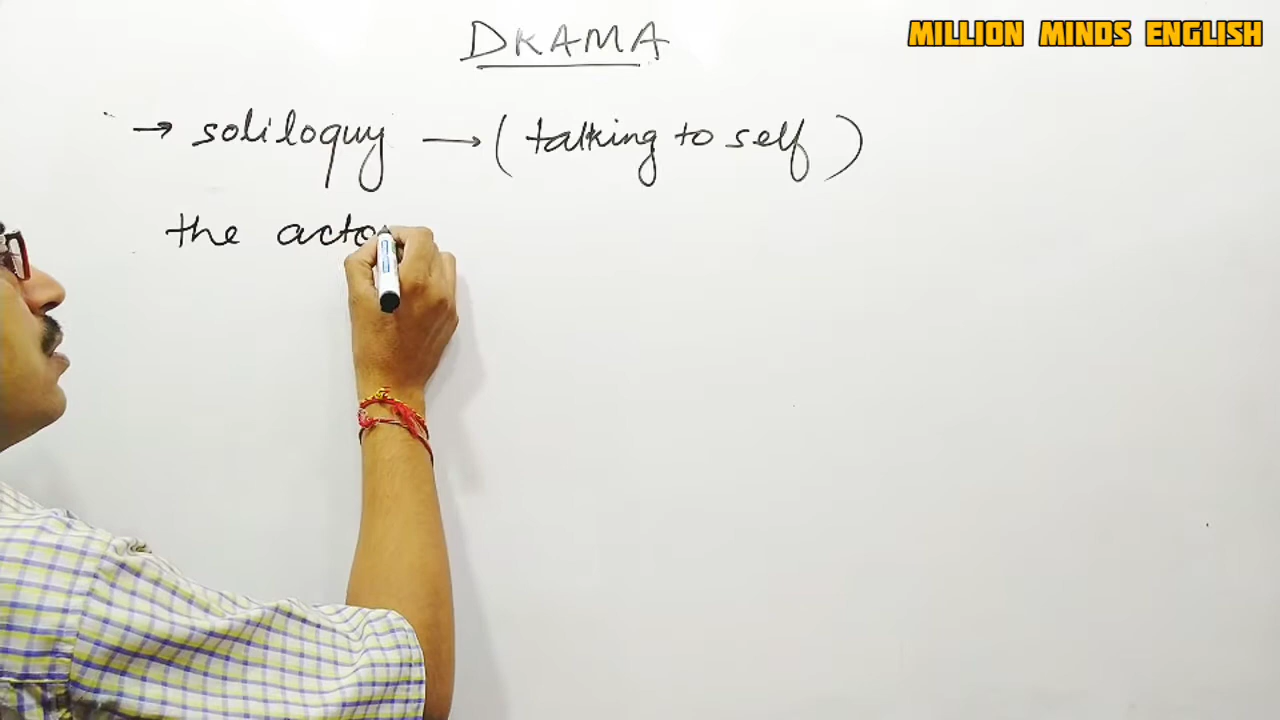 DRAMA
MILLION MINDS ENGLISH
→ soliloquy → (talking to self)
the acto